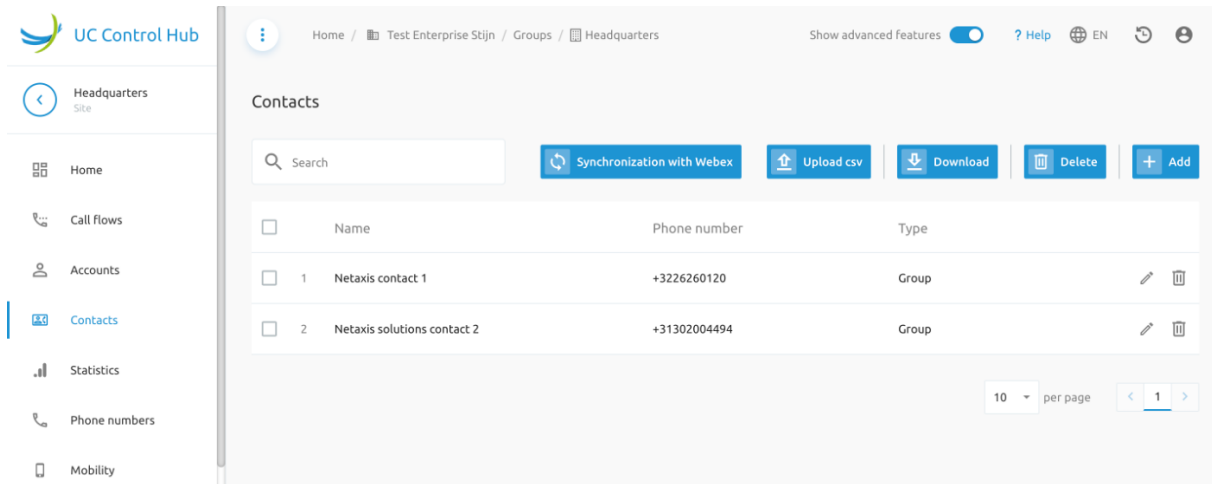 UC Control Hub
Home / Test Enterprise Stijn / Groups / Headquarters
Show advanced features ? Help EN
Headquarters
Site
Home
Call flows
Accounts
Contacts
Statistics
Phone numbers
Mobility
Contacts
Search Synchronization with Webex Upload csv Download Delete + Add
Name Phone number Type
1 Netaxis contact 1 +3226260120 Group
2 Netaxis solutions contact 2 +31302004494 Group
10 per page < 1 >